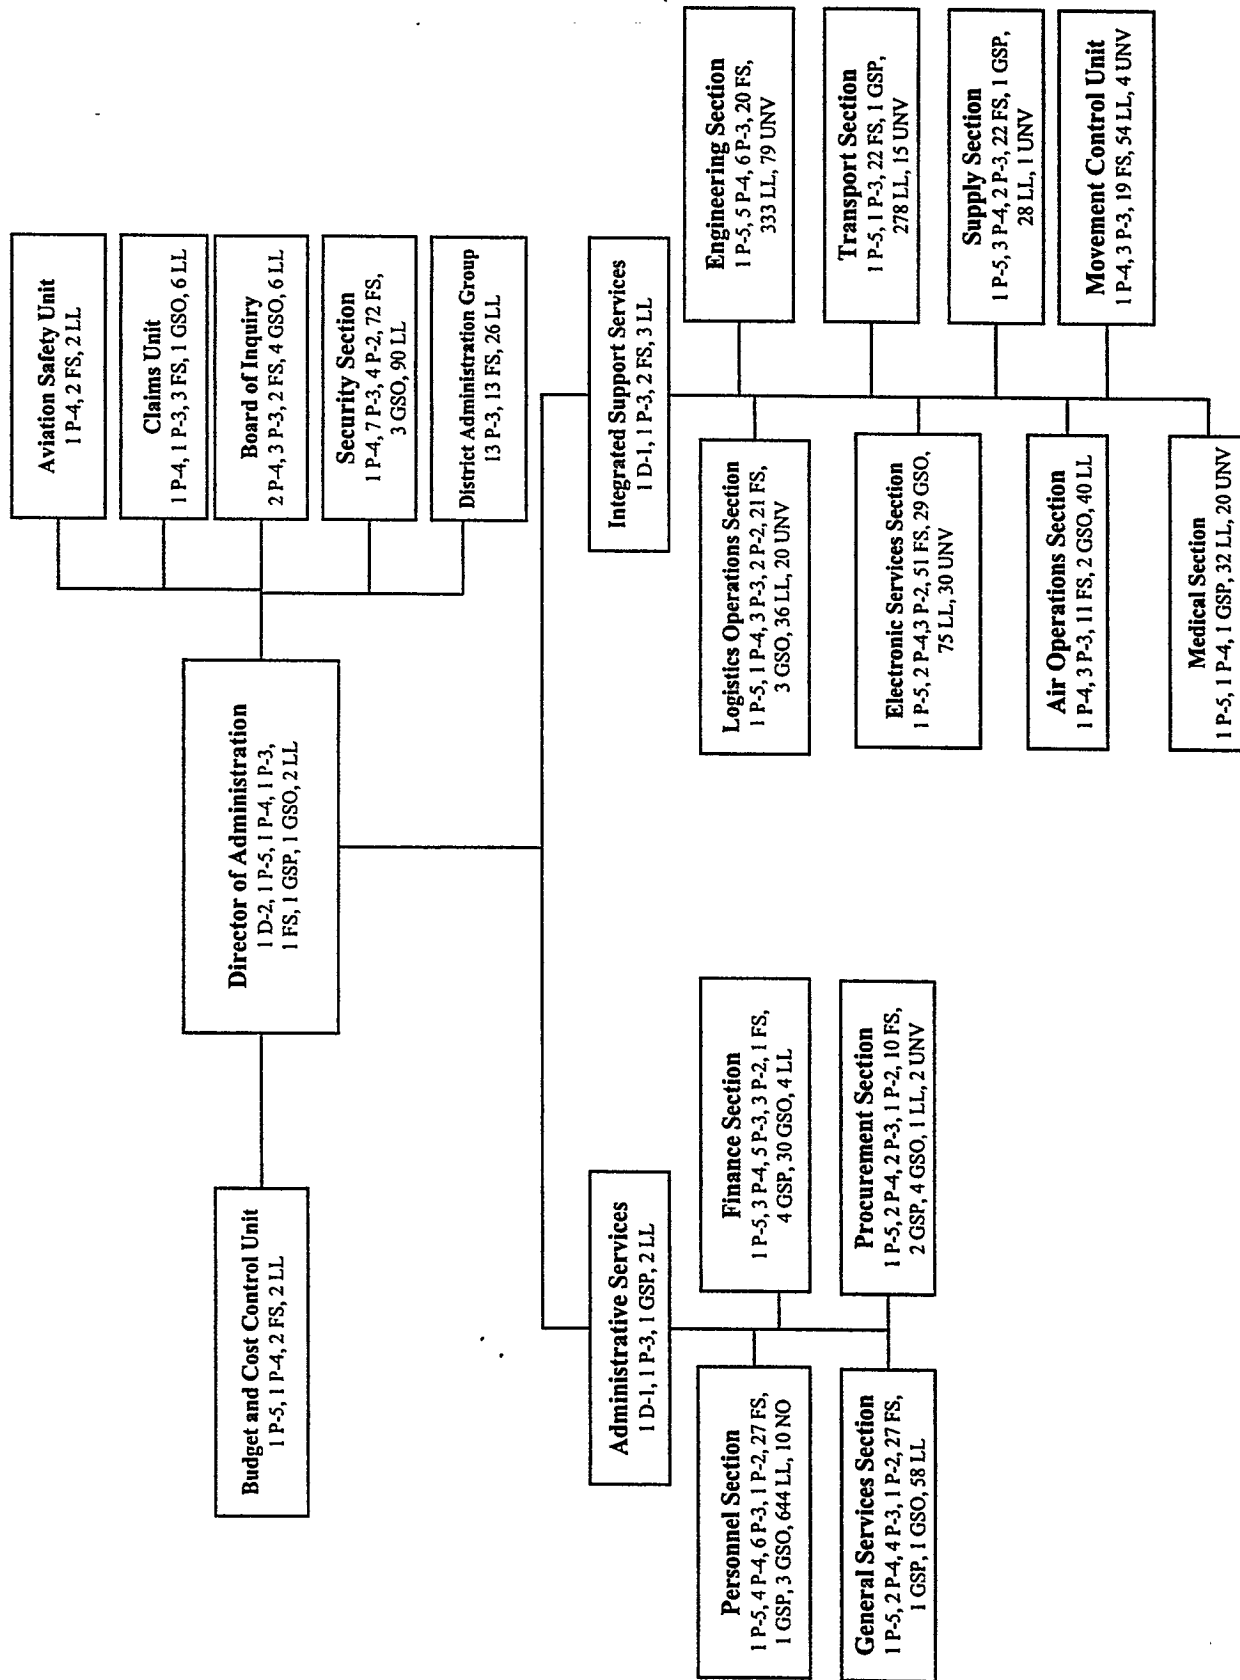 Director of Administration
1 D-2, 1 P-5, 1 P-4, 1 P-3,
1 FS, 1 GSP, 1 GSO, 2 LL
Budget and Cost Control Unit
1 P-5, 1 P-4, 2 FS, 2 LL
Aviation Safety Unit
1 P-4, 2 FS, 2 LL
Claims Unit
1 P-4, 1 P-3, 3 FS, 1 GSO, 6 LL
Board of Inquiry
2 P-4, 3 P-3, 2 FS, 4 GSO, 6 LL
Security Section
1 P-4, 7 P-3, 4 P-2, 72 FS,
3 GSO, 90 LL
District Administration Group
13 P-3, 13 FS, 26 LL
Administrative Services
1 D-1, 1 P-3, 1 GSP, 2 LL
Personnel Section
1 P-5, 4 P-4, 6 P-3, 1 P-2, 27 FS,
1 GSP, 3 GSO, 644 LL, 10 NO
Finance Section
1 P-5, 3 P-4, 5 P-3, 3 P-2, 1 FS,
4 GSP, 30 GSO, 4 LL
General Services Section
1 P-5, 2 P-4, 4 P-3, 1 P-2, 27 FS,
1 GSP, 1 GSO, 58 LL
Procurement Section
1 P-5, 2 P-4, 2 P-3, 1 P-2, 10 FS,
2 GSP, 4 GSO, 1 LL, 2 UNV
Integrated Support Services
1 D-1, 1 P-3, 2 FS, 3 LL
Logistics Operations Section
1 P-5, 1 P-4, 3 P-3, 2 P-2, 21 FS,
3 GSO, 36 LL, 20 UNV
Engineering Section
1 P-5, 5 P-4, 6 P-3, 20 FS,
333 LL, 79 UNV
Electronic Services Section
1 P-5, 2 P-4,3 P-2, 51 FS, 29 GSO,
75 LL, 30 UNV
Transport Section
1 P-5, 1 P-3, 22 FS, 1 GSP,
278 LL, 15 UNV
Air Operations Section
1 P-4, 3 P-3, 11 FS, 2 GSO, 40 LL
Supply Section
1 P-5, 3 P-4, 2 P-3, 22 FS, 1 GSP,
28 LL, 1 UNV
Medical Section
1 P-5, 1 P-4, 1 GSP, 32 LL, 20 UNV
Movement Control Unit
1 P-4, 3 P-3, 19 FS, 54 LL, 4 UNV